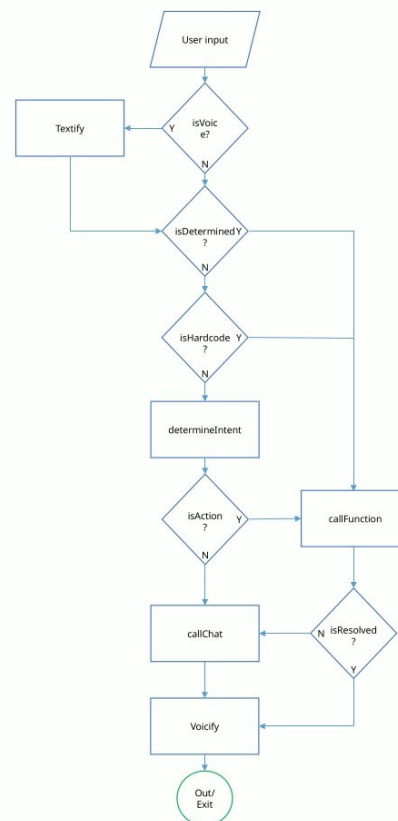 User input
isVoic
e?
Y
N
Textify
isDetermined
?
Y
N
isHardcode
?
Y
N
determineIntent
isAction
?
Y
N
callFunction
callChat
isResolved
?
N
Y
Voicify
Out/
Exit